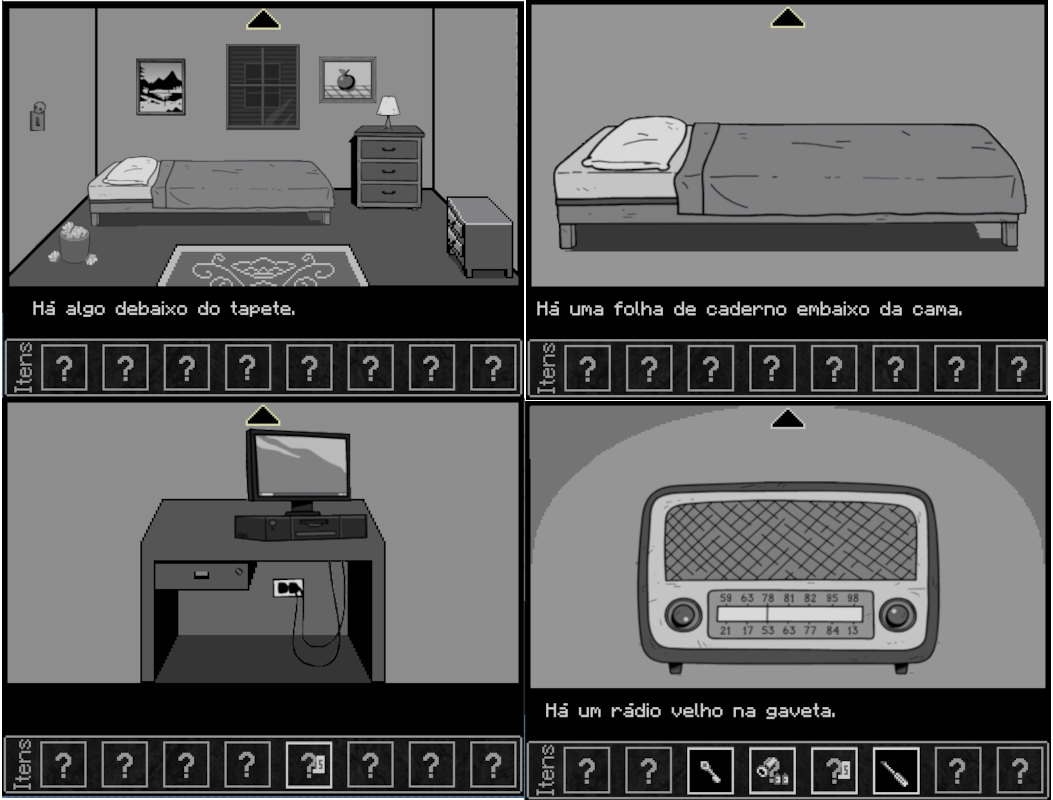 Há algo debaixo do tapete.
Itens
? ? ? ? ? ? ? ?
Há uma folha de caderno embaixo da cama.
Itens
? ? ? ? ? ? ? ?
Itens
? ? ? ? ? ? ? ?
59 63 78 81 82 95 98
21 17 53 63 77 84 13
Há um rádio velho na gaveta.
Itens
? ? ? ? ?